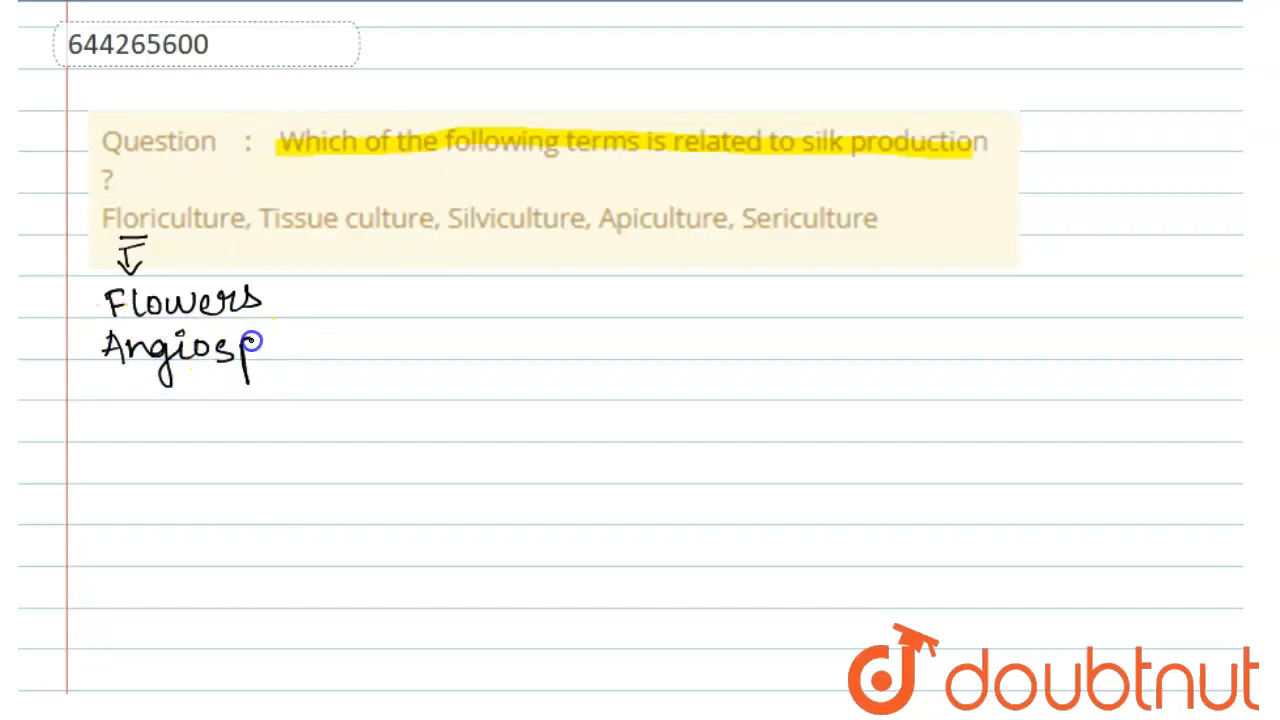 644265600
Question : Which of the following terms is related to silk production
?
Floriculture, Tissue culture, Silviculture, Apiculture, Sericulture
Flowers
Angiosp
doubtnut